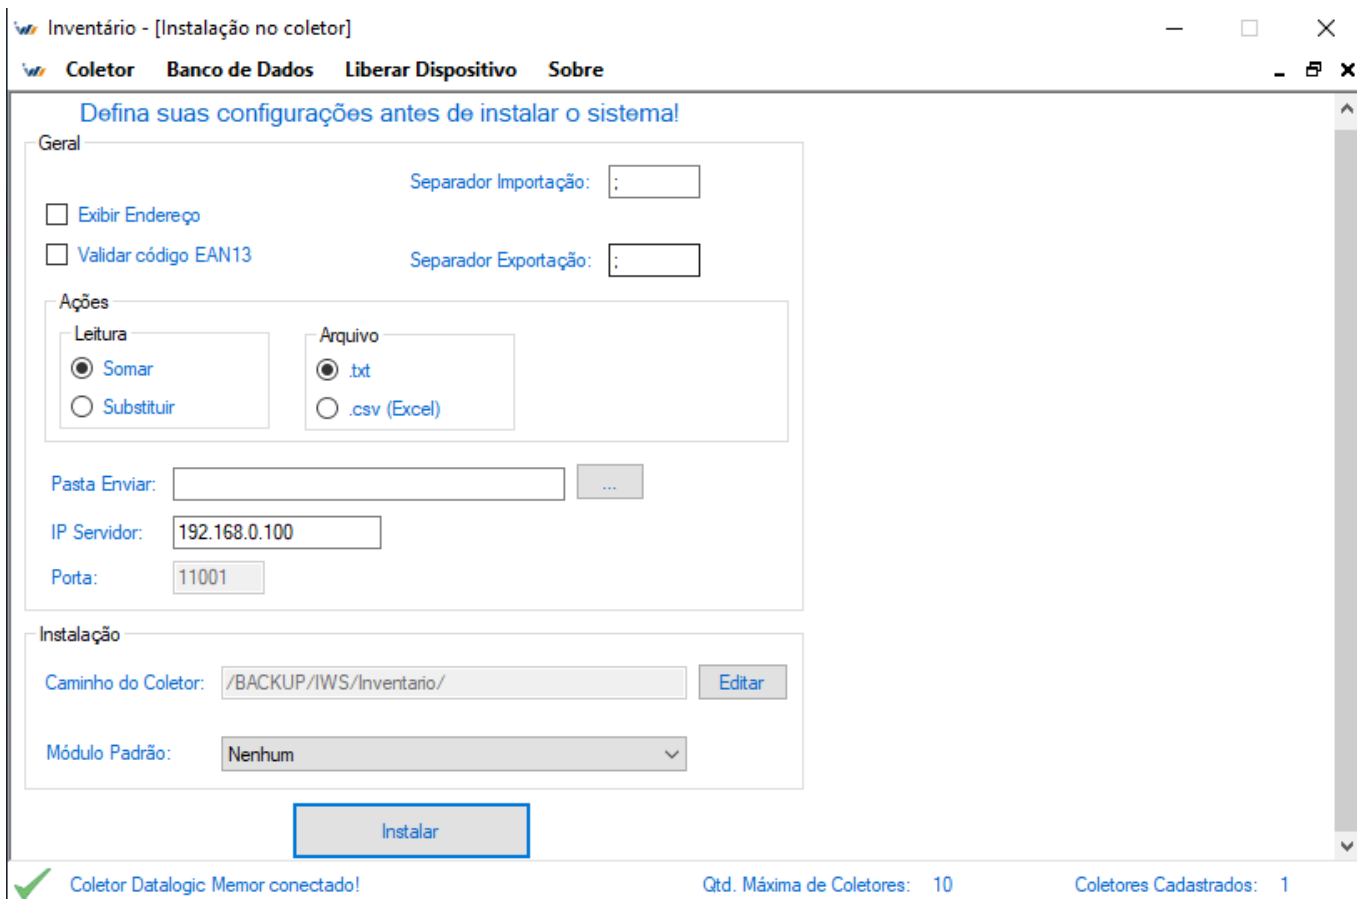 Inventário - [Instalação no coletor]
Coletor Banco de Dados Liberar Dispositivo Sobre
Defina suas configurações antes de instalar o sistema!
Geral
Separador Importação: ;
Exibir Endereço
Validar código EAN13
Separador Exportação: ;
Ações
Leitura
Somar
Substituir
Arquivo
.txt
.csv (Excel)
Pasta Enviar: ...
IP Servidor: 192.168.0.100
Porta: 11001
Instalação
Caminho do Coletor: /BACKUP/IWS/Inventario/ Editar
Módulo Padrão: Nenhum
Instalar
Coletor Datalogic Memor conectado! Qtd. Máxima de Coletores: 10 Coletores Cadastrados: 1